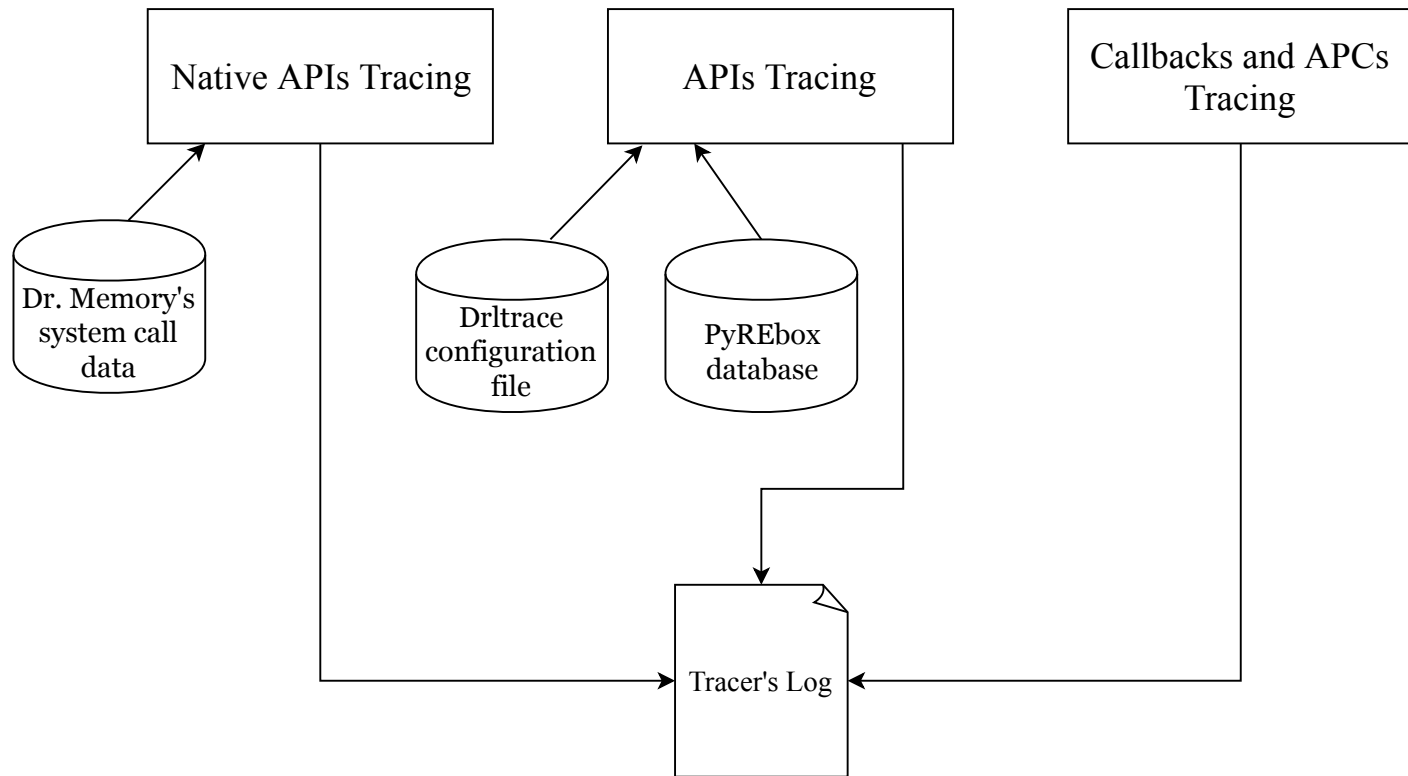 Native APIs Tracing
APIs Tracing
Callbacks and APCs
Tracing
Dr. Memory's
system call
data
Drltrace
configuration
file
PyREbox
database
Tracer's Log